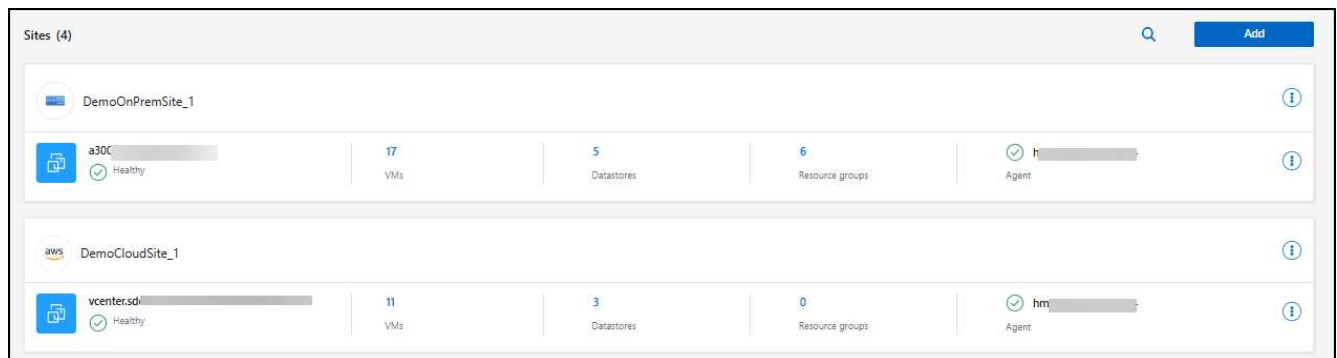 Sites (4)
Add
DemoOnPremSite_1
a300
Healthy
17
VMs
5
Datastores
6
Resource groups
h
Agent
aws
DemoCloudSite_1
vcenter.sd
Healthy
11
VMs
3
Datastores
0
Resource groups
hm
Agent